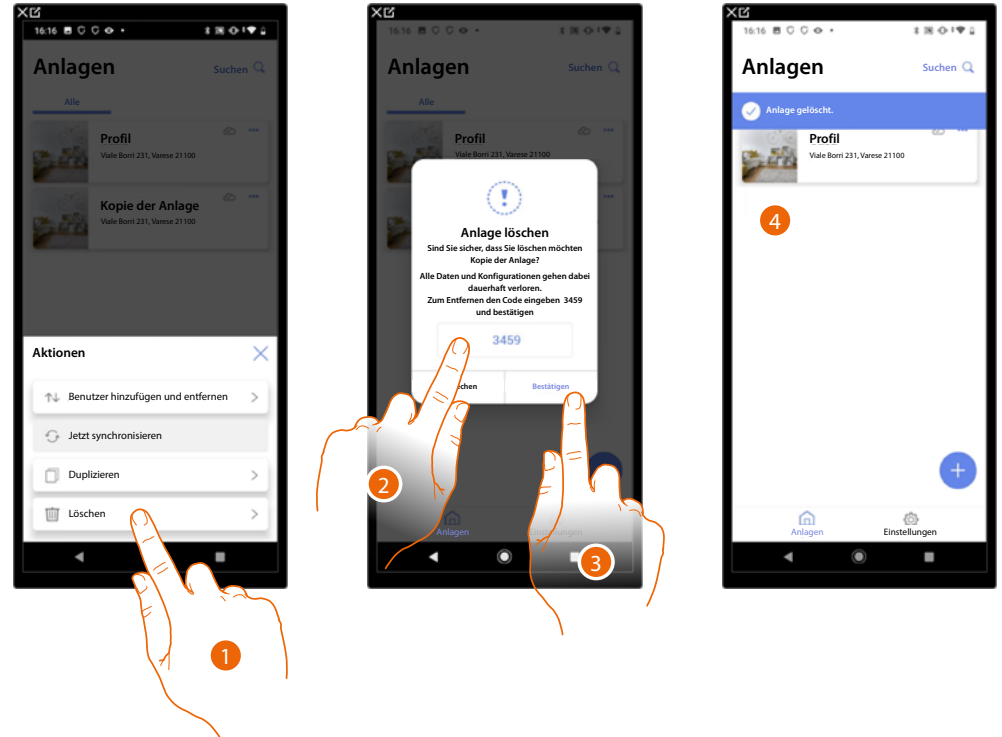 16:16
Anlagen
Suchen
Alle
Profil
Viale Borri 231, Varese 21100
Kopie der Anlage
Viale Borri 231, Varese 21100
Aktionen
Benutzer hinzufügen und entfernen
Jetzt synchronisieren
Duplizieren
Löschen
1
16:16
Anlagen
Suchen
Alle
Profil
Viale Borri 231, Varese 21100
Anlage löschen
Sind Sie sicher, dass Sie löschen möchten
Kopie der Anlage?
Alle Daten und Konfigurationen gehen dabei
dauerhaft verloren.
Zum Entfernen den Code eingeben 3459
und bestätigen
3459
Bestätigen
2
Anlagen
3
16:16
Anlagen
Suchen
Anlage gelöscht.
Profil
Viale Borri 231, Varese 21100
4
Anlagen
Einstellungen